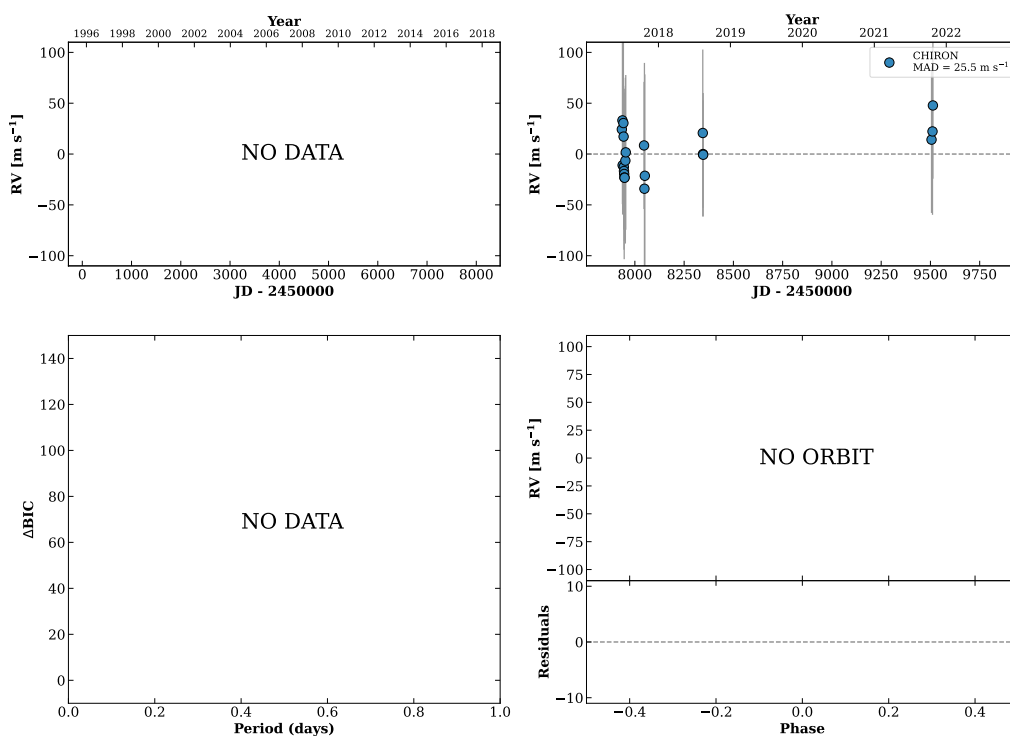 Year
1996 1998 2000 2002 2004 2006 2008 2010 2012 2014 2016 2018
100
50
0
−50
−100
RV [m s⁻¹]
NO DATA
0 1000 2000 3000 4000 5000 6000 7000 8000
JD - 2450000
Year
2018 2019 2020 2021 2022
100
50
0
−50
−100
RV [m s⁻¹]
CHIRON
MAD = 25.5 m s⁻¹
8000 8250 8500 8750 9000 9250 9500 9750
JD - 2450000
140
120
100
80
60
40
20
0
ΔBIC
NO DATA
0.0 0.2 0.4 0.6 0.8 1.0
Period (days)
100
75
50
25
0
−25
−50
−75
−100
RV [m s⁻¹]
NO ORBIT
10
0
−10
Residuals
−0.4 −0.2 0.0 0.2 0.4
Phase